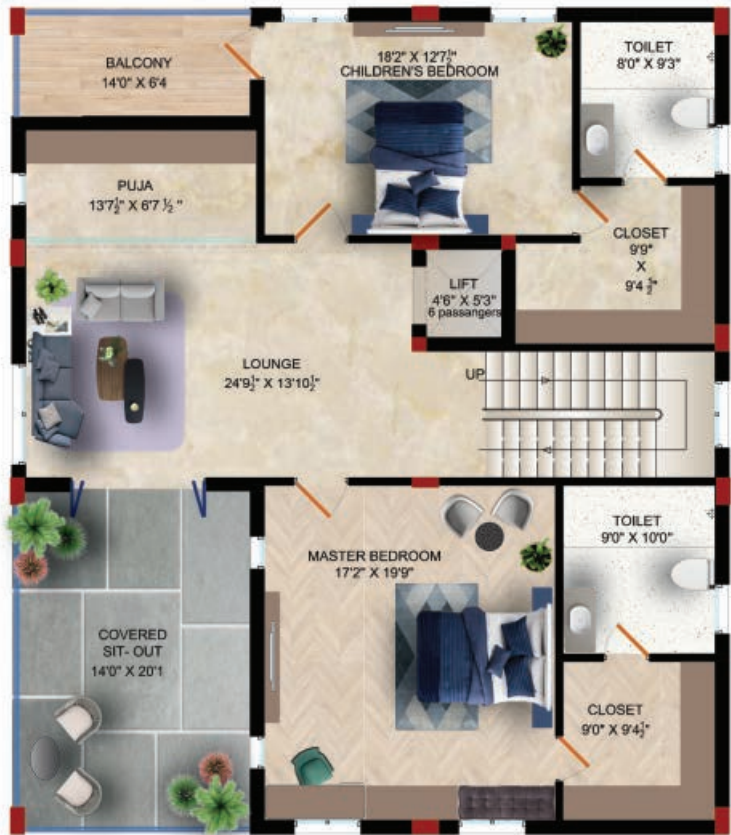 BALCONY
14'0" X 6'4
18'2" X 12'7½"
CHILDREN'S BEDROOM
TOILET
8'0" X 9'3"
PUJA
13'7½" X 6'7 ½ "
CLOSET
9'9"
X
9'4 ½"
LIFT
4'6" X 5'3"
6 passangers
LOUNGE
24'9½" X 13'10½"
UP
MASTER BEDROOM
17'2" X 19'9"
TOILET
9'0" X 10'0"
COVERED
SIT- OUT
14'0" X 20'1
CLOSET
9'0" X 9'4½"